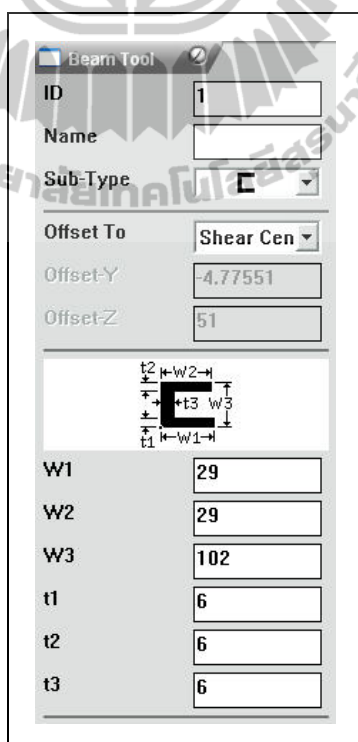 Beam Tool
ID 1
Name
Sub-Type
Offset To Shear Cen
Offset-Y -4.77551
Offset-Z 51
t2 W2
t3 W3
t1 W1
W1 29
W2 29
W3 102
t1 6
t2 6
t3 6